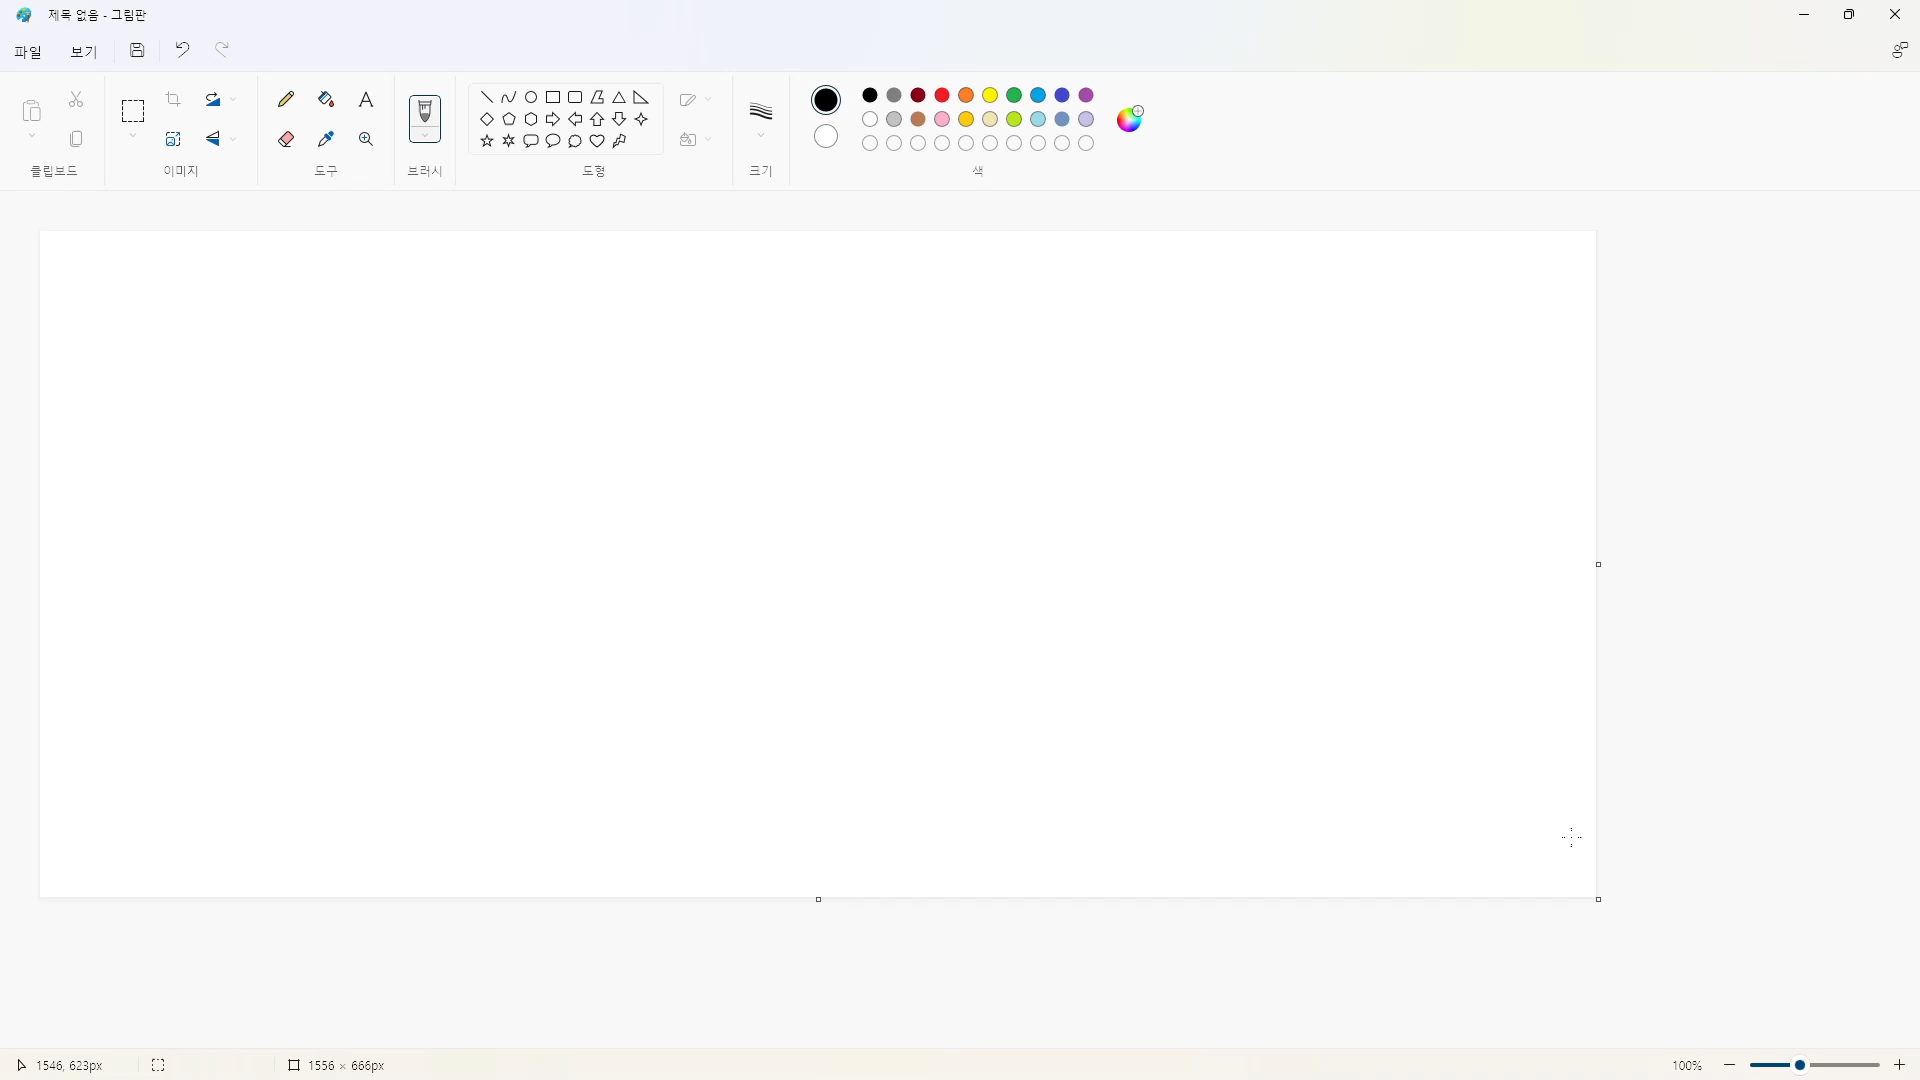 제목 없음 - 그림판
파일 보기
클립보드 이미지 도구 브러시 도형 크기 색
1546, 623px 1556 × 666px 100%